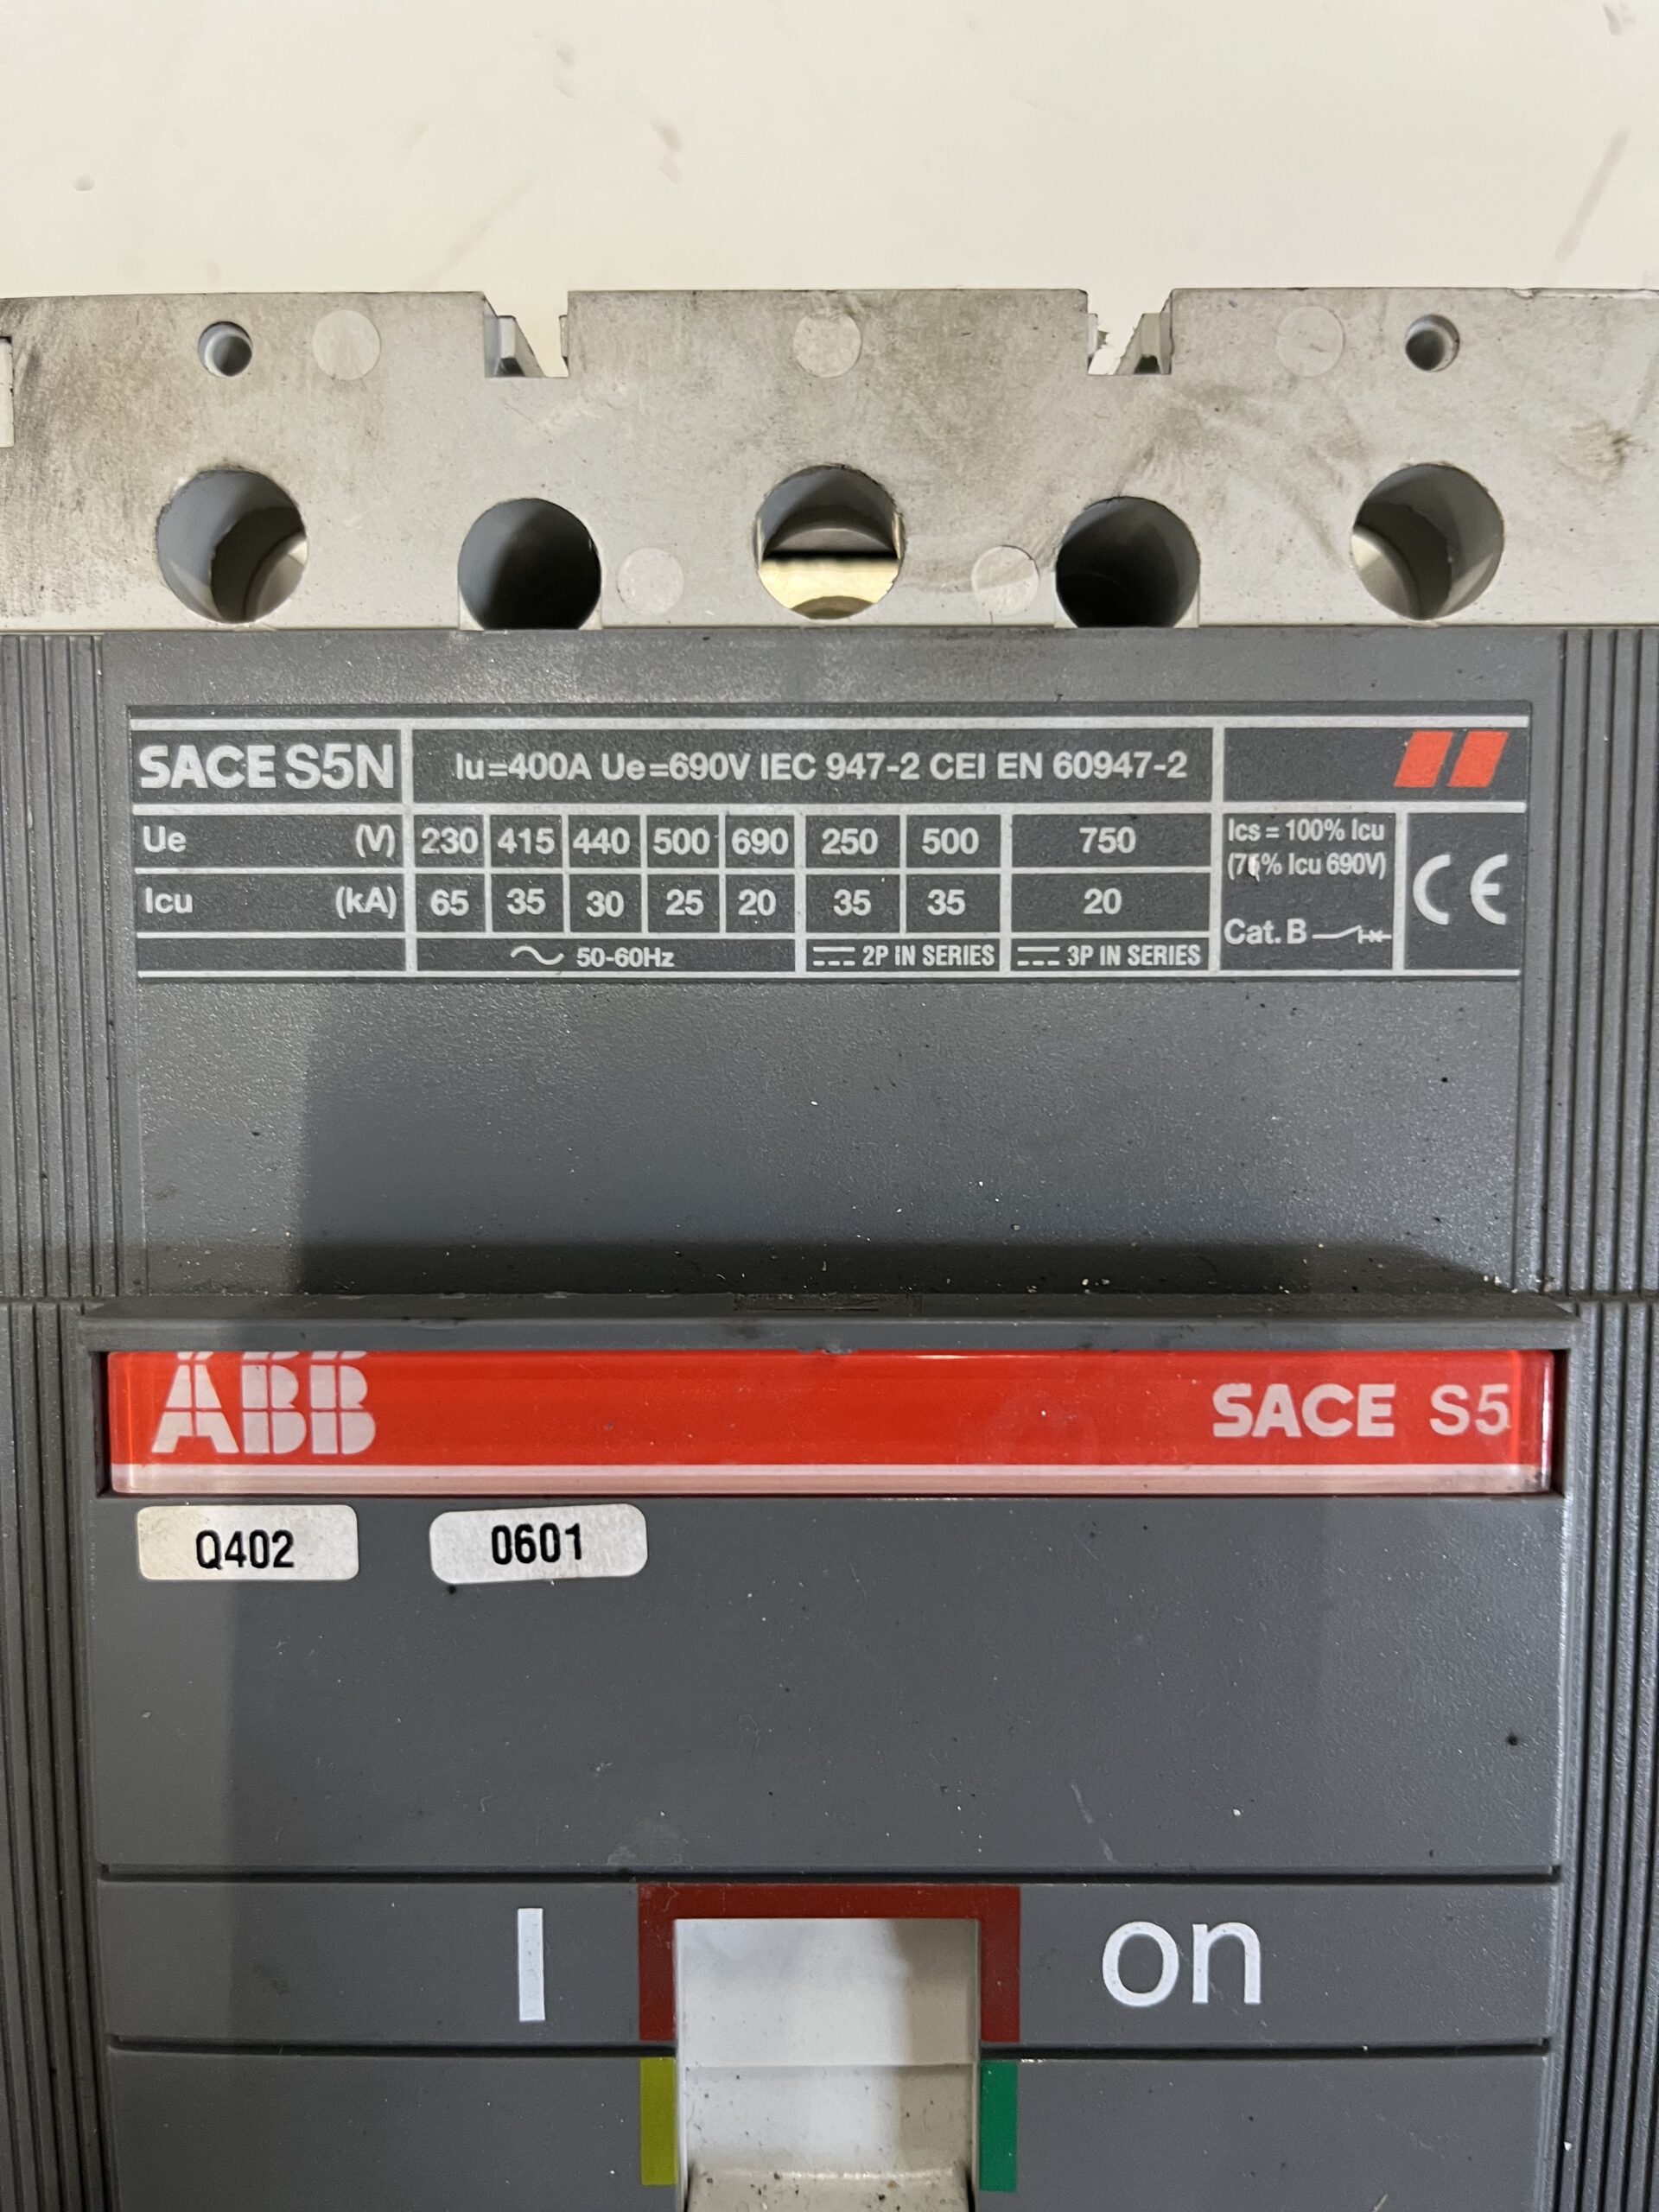 SACE S5N Iu=400A Ue=690V IEC 947-2 CEI EN 60947-2
Ue (V) 230 415 440 500 690 250 500 750 Ics = 100% Icu
(% Icu 690V)
Icu (kA) 65 35 30 25 20 35 35 20 CE
Cat. B
50-60Hz 2P IN SERIES 3P IN SERIES
ABB SACE S5
Q402 0601
I on